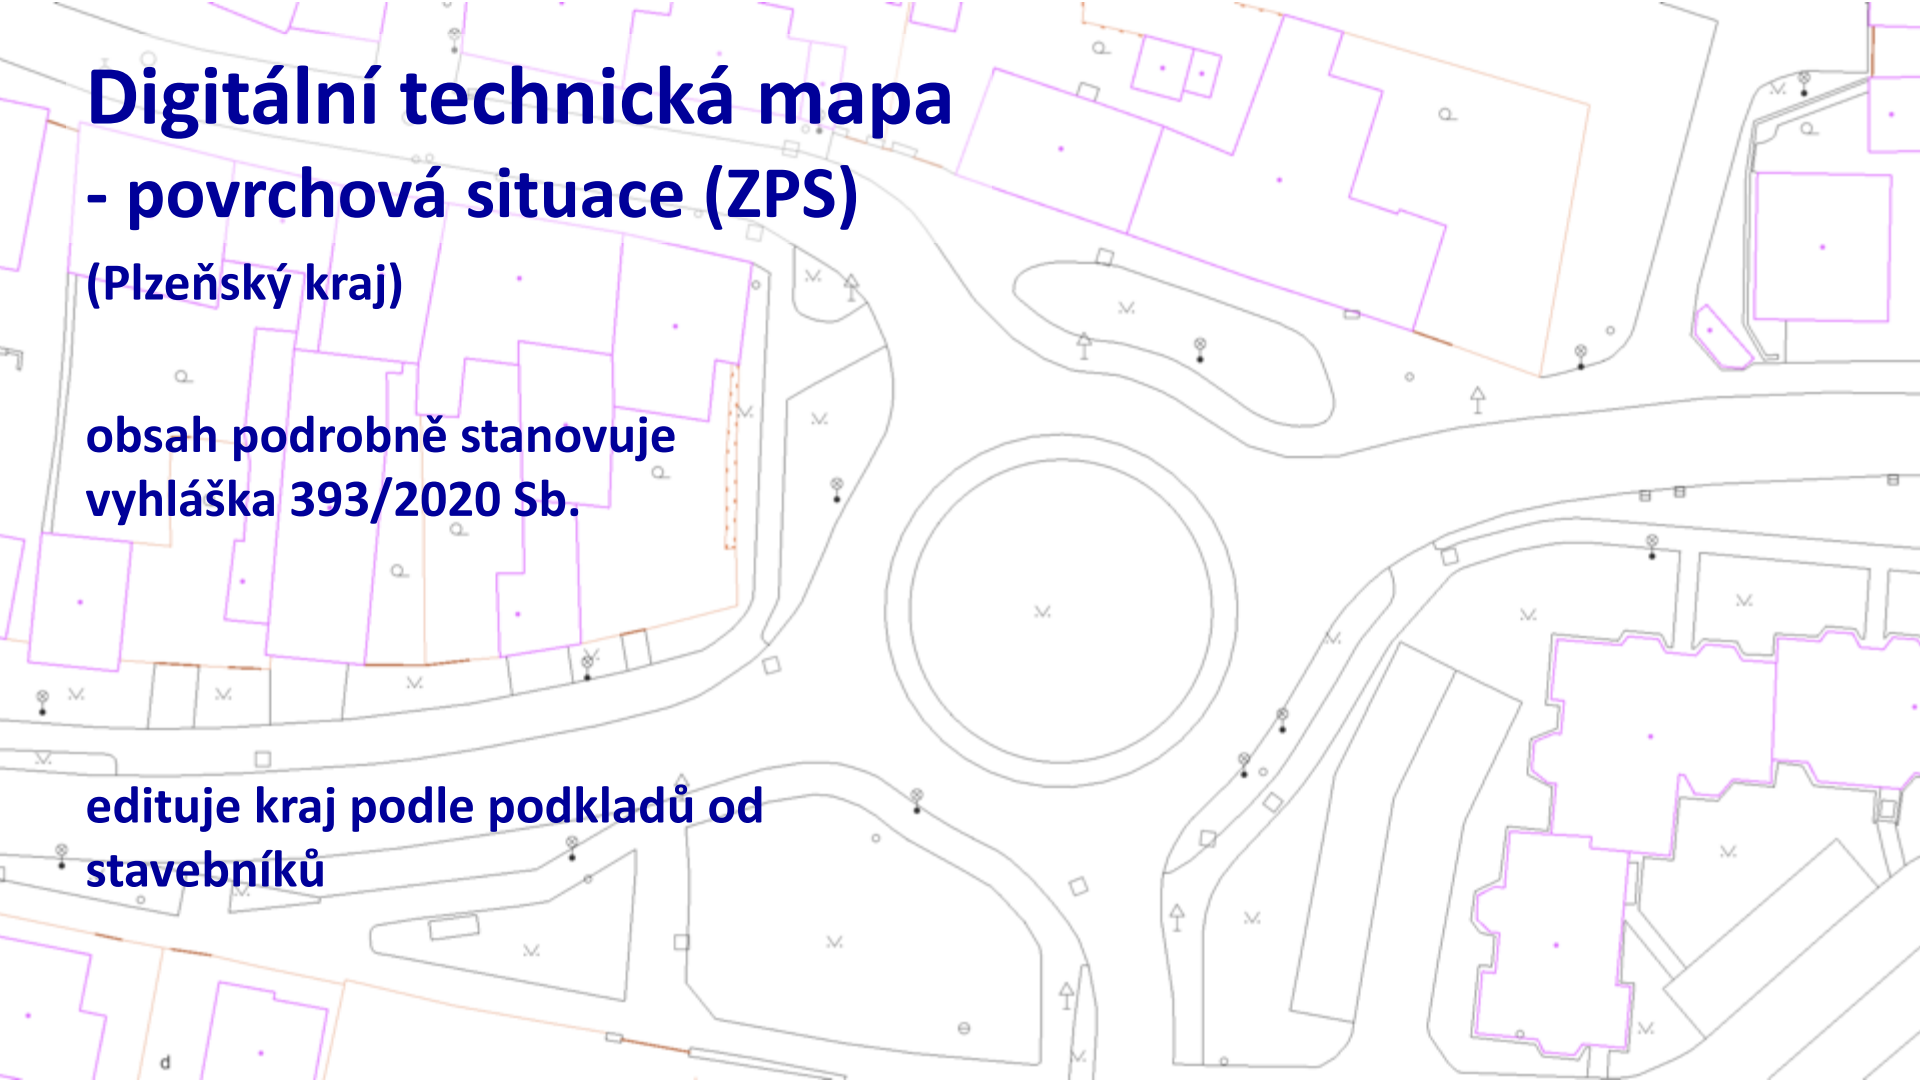 Digitální technická mapa
- povrchová situace (ZPS)
(Plzeňský kraj)
obsah podrobně stanovuje
vyhláška 393/2020 Sb.
edituje kraj podle podkladů od
stavebníků
d